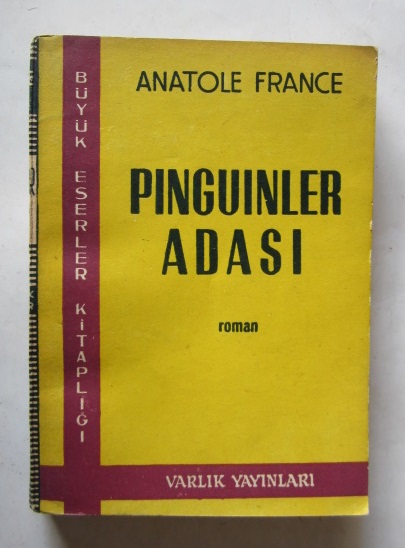 ANATOLE FRANCE
PINGUINLER
ADASI
roman
BÜYÜK ESERLER KİTAPLIĞI
VARLIK YAYINLARI